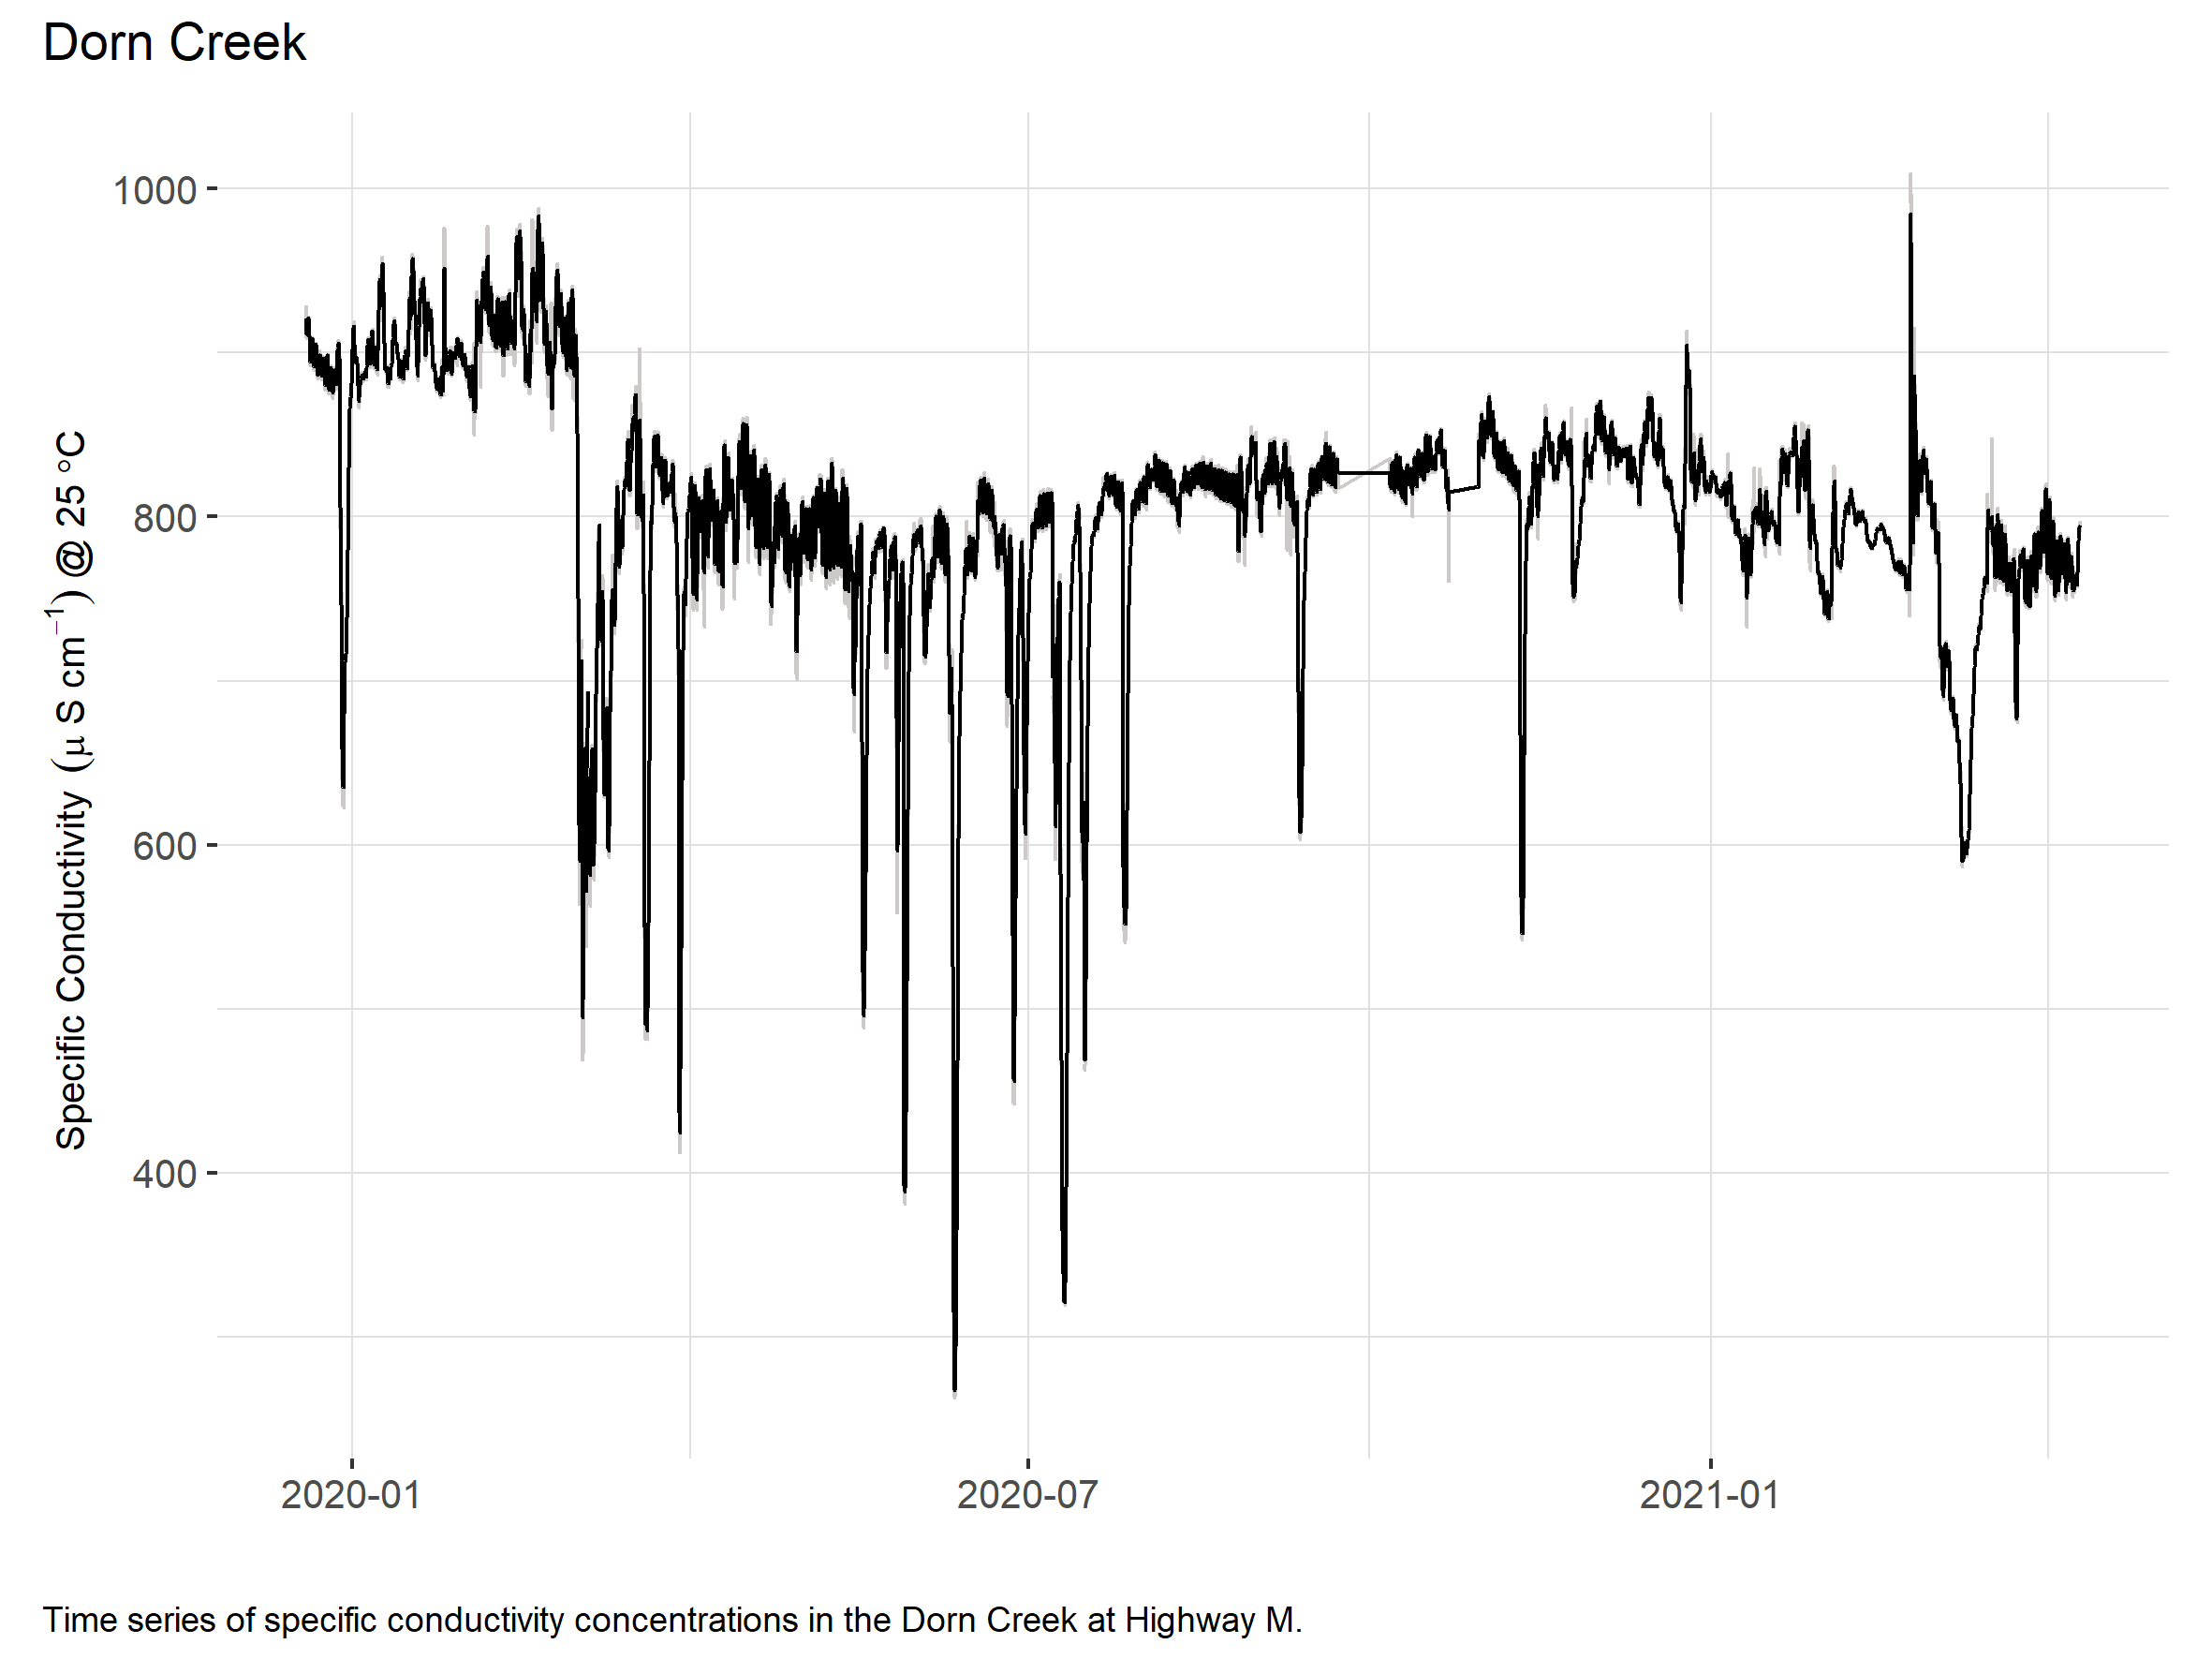 Dorn Creek
Specific Conductivity (μ S cm⁻¹) @ 25 °C
1000
800
600
400
2020-01 2020-07 2021-01
Time series of specific conductivity concentrations in the Dorn Creek at Highway M.